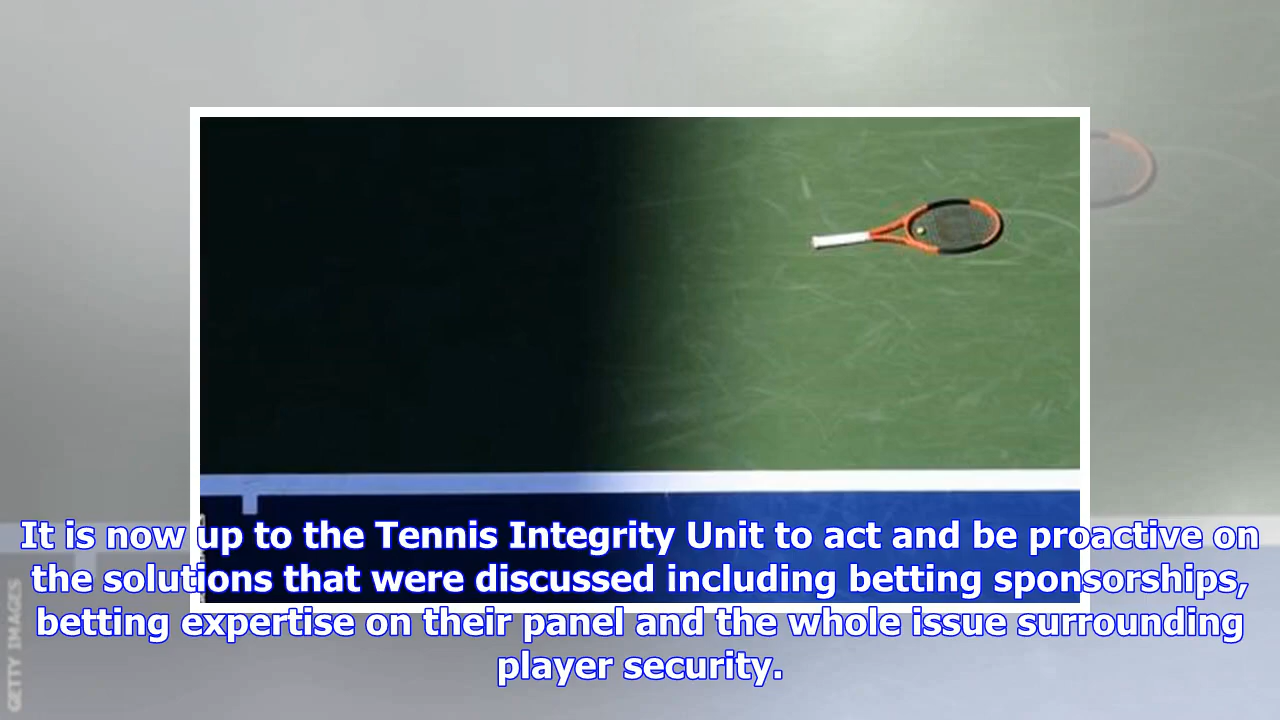 It is now up to the Tennis Integrity Unit to act and be proactive on
the solutions that were discussed including betting sponsorships,
betting expertise on their panel and the whole issue surrounding
player security.
GETTY IMAGES